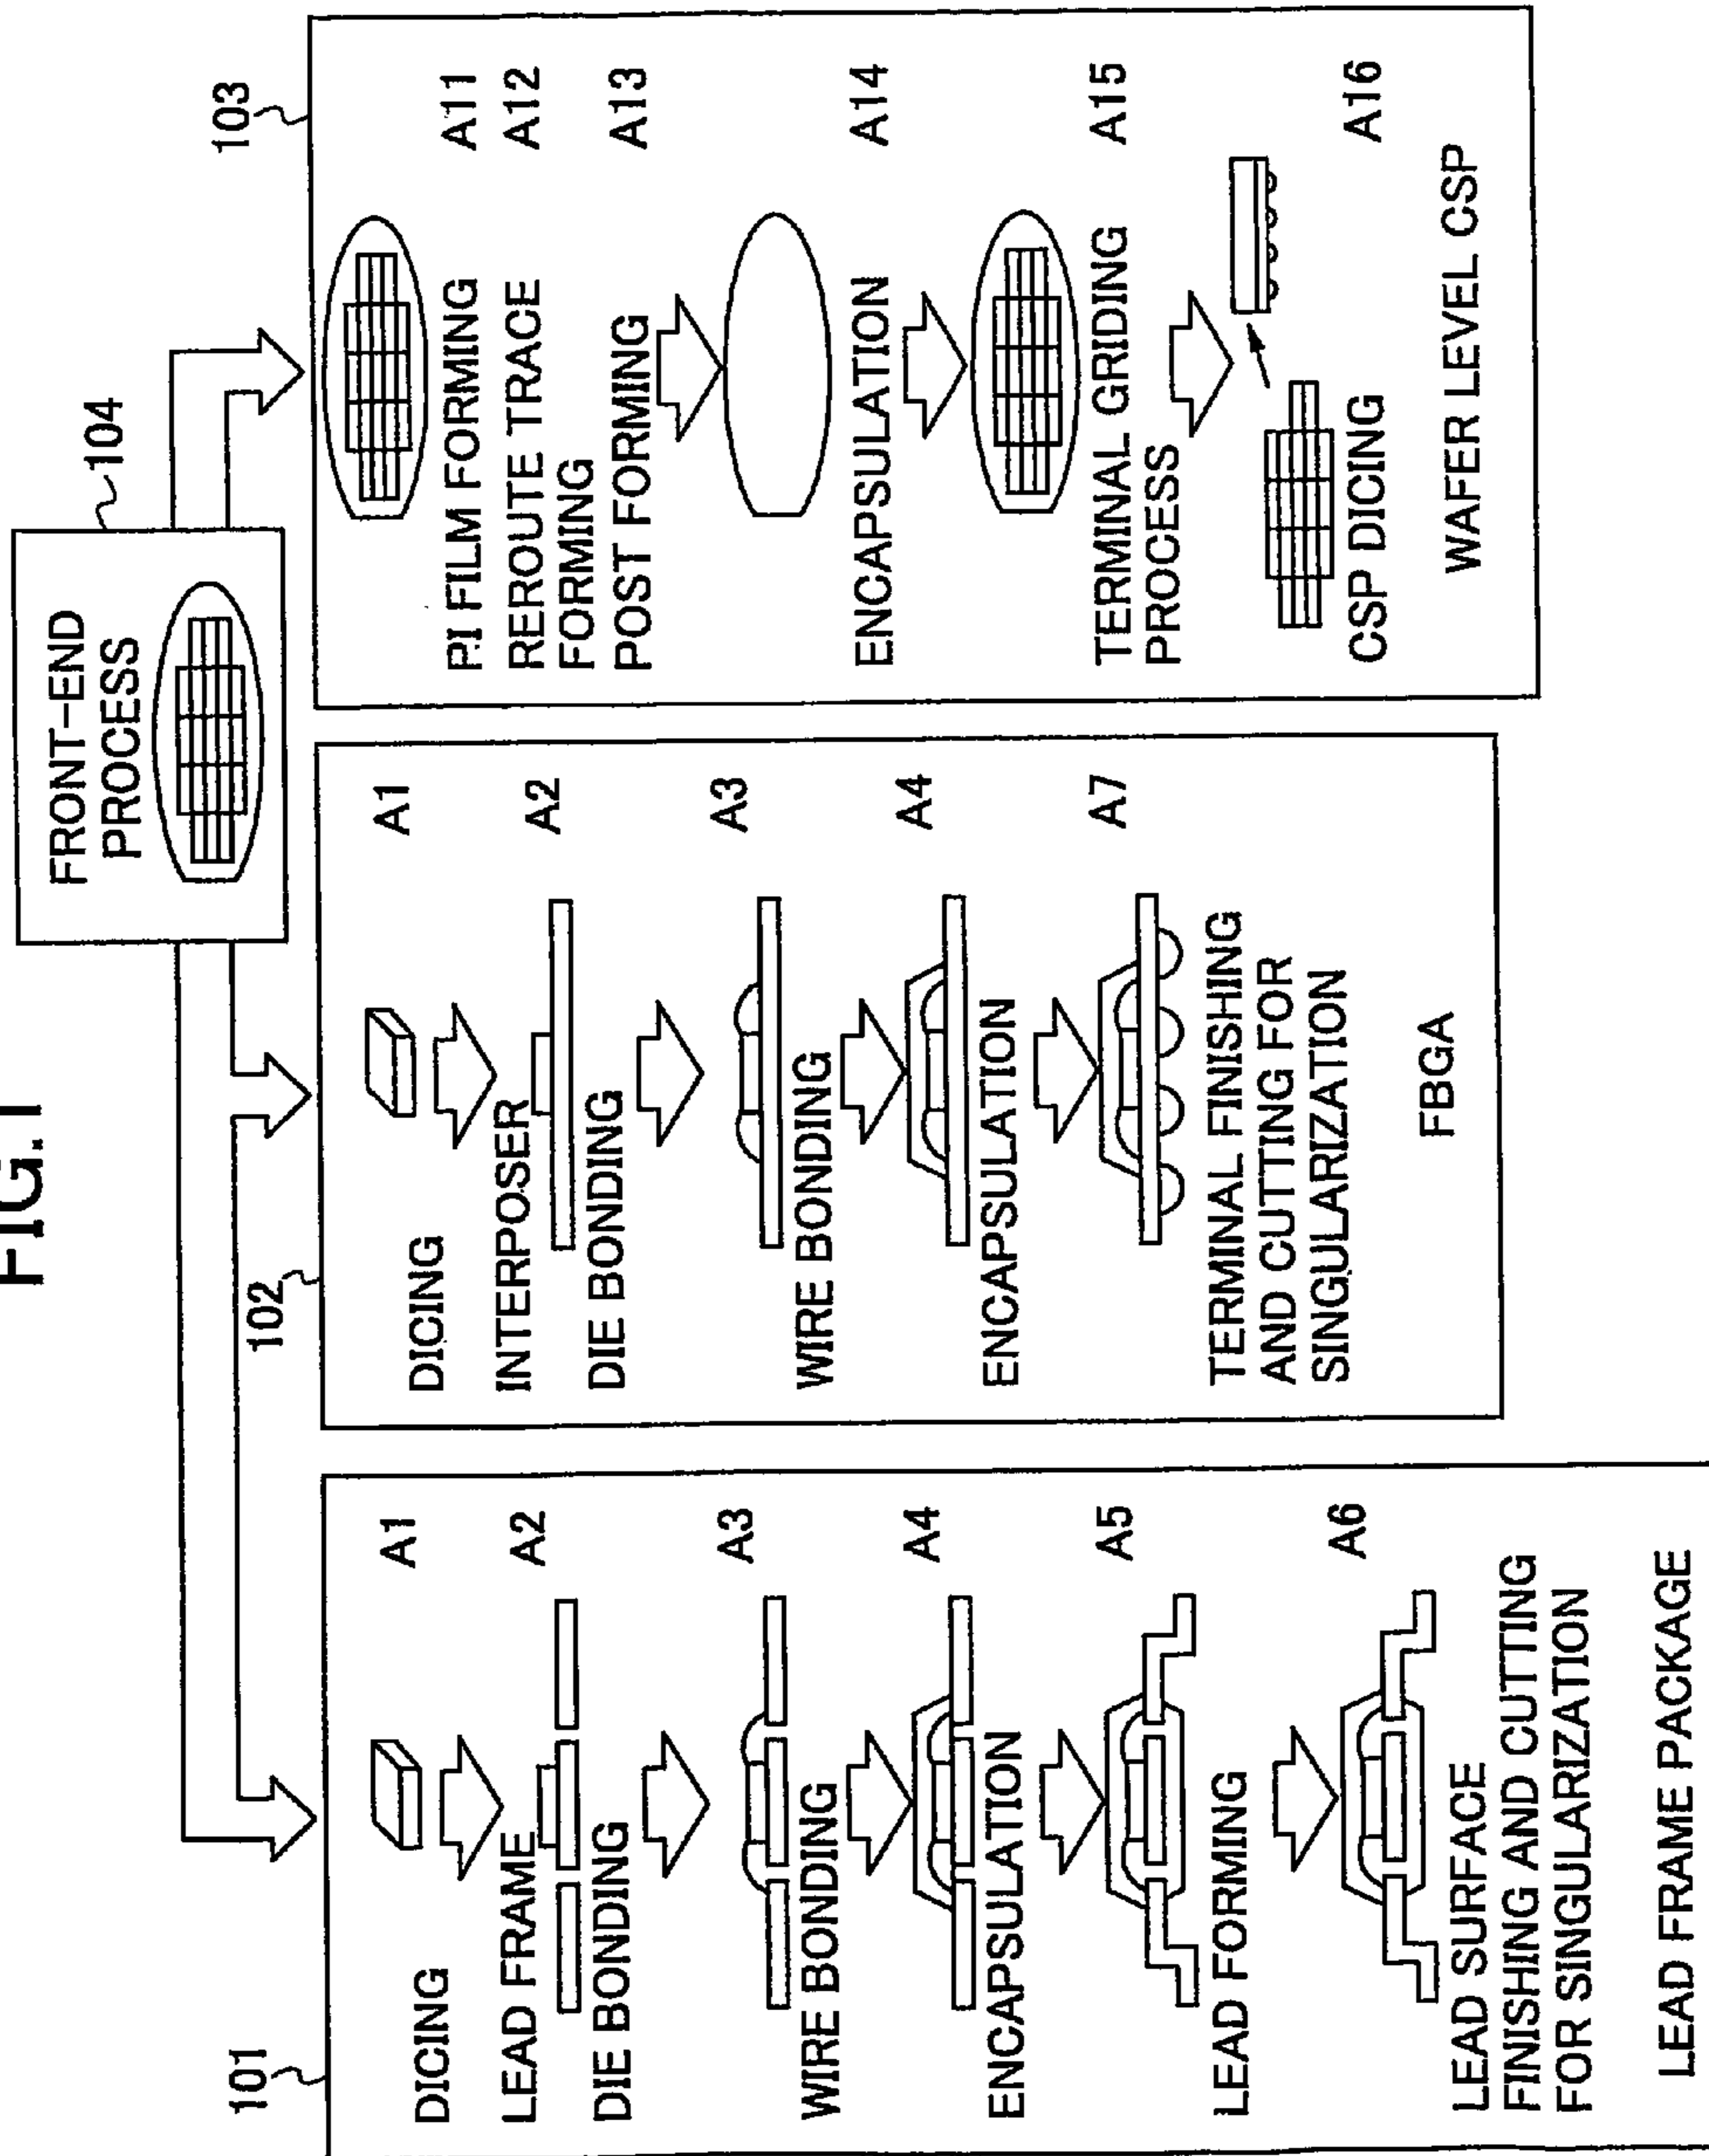 FIG.1
FRONT-END
PROCESS
104
101
DICING
A1
LEAD FRAME
A2
DIE BONDING
WIRE BONDING
A3
ENCAPSULATION
A4
LEAD FORMING
A5
LEAD SURFACE
FINISHING AND CUTTING
FOR SINGULARIZATION
A6
LEAD FRAME PACKAGE
102
DICING
A1
INTERPOSER
A2
DIE BONDING
WIRE BONDING
A3
ENCAPSULATION
A4
TERMINAL FINISHING
AND CUTTING FOR
SINGULARIZATION
A7
FBGA
103
P.I FILM FORMING
A11
REROUTE TRACE
FORMING
A12
POST FORMING
A13
ENCAPSULATION
A14
TERMINAL GRIDING
PROCESS
A15
CSP DICING
A16
WAFER LEVEL CSP